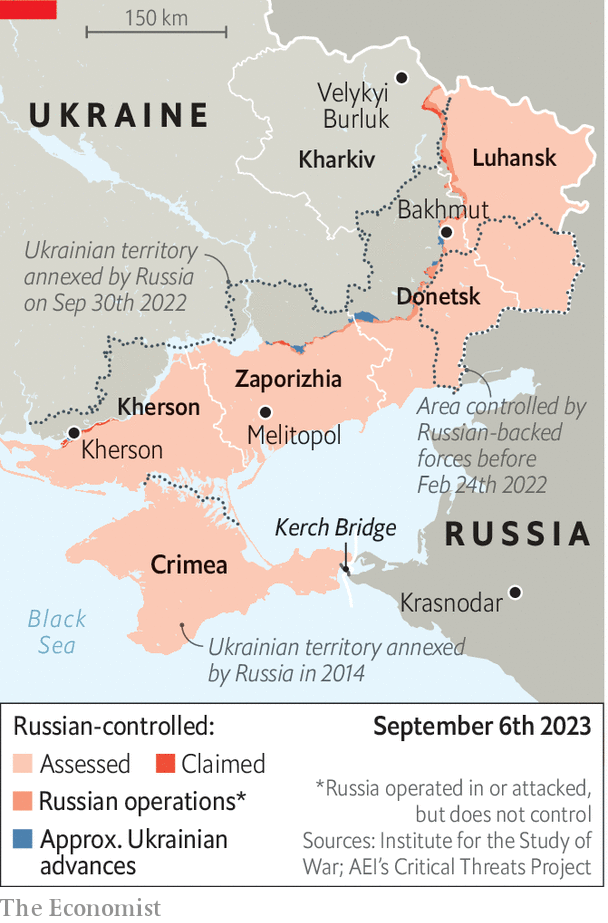 150 km
UKRAINE
Velykyi
Burluk
Kharkiv
Luhansk
Bakhmut
Ukrainian territory
annexed by Russia
on Sep 30th 2022
Donetsk
Zaporizhia
Kherson
Melitopol
Kherson
Area controlled by
Russian-backed
forces before
Feb 24th 2022
Kerch Bridge
RUSSIA
Crimea
Krasnodar
Black
Sea
Ukrainian territory annexed
by Russia in 2014
Russian-controlled:
September 6th 2023
Assessed
Claimed
Russian operations*
Approx. Ukrainian
advances
*Russia operated in or attacked,
but does not control
Sources: Institute for the Study of
War; AEI’s Critical Threats Project
The Economist